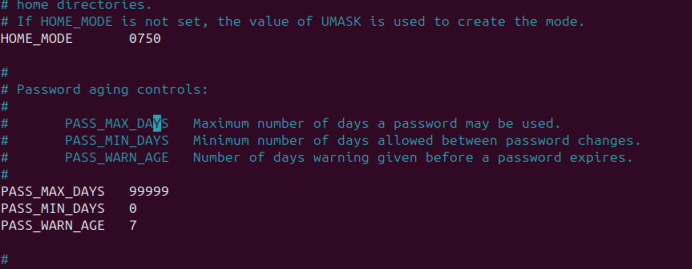 # home directories.
# If HOME_MODE is not set, the value of UMASK is used to create the mode.
HOME_MODE       0750
#
# Password aging controls:
#
#       PASS_MAX_DAYS   Maximum number of days a password may be used.
#       PASS_MIN_DAYS   Minimum number of days allowed between password changes.
#       PASS_WARN_AGE   Number of days warning given before a password expires.
#
PASS_MAX_DAYS   99999
PASS_MIN_DAYS   0
PASS_WARN_AGE   7
#